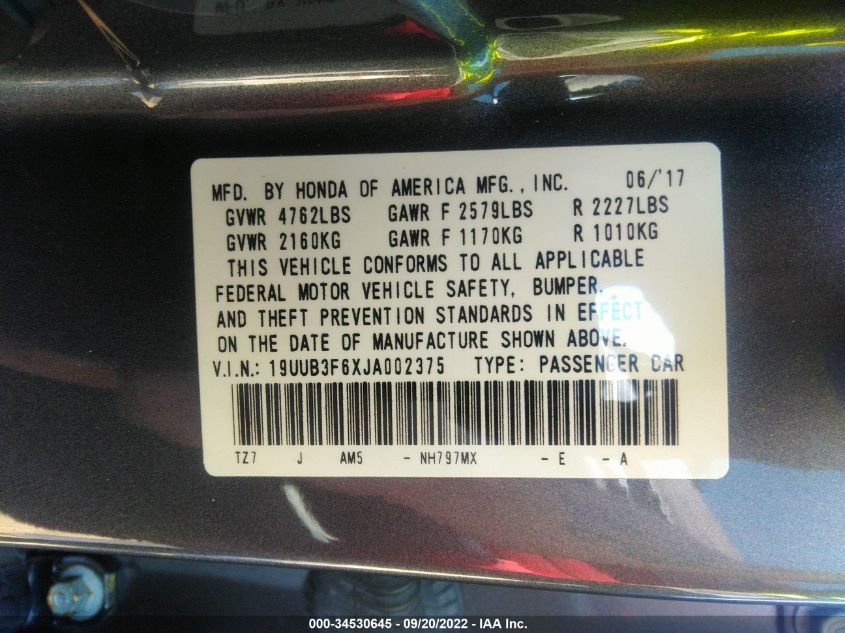 MFD. BY HONDA OF AMERICA MFG., INC. 06/'17
GVWR 4762LBS GAWR F 2579LBS R 2227LBS
GVWR 2160KG GAWR F 1170KG R 1010KG
THIS VEHICLE CONFORMS TO ALL APPLICABLE
FEDERAL MOTOR VEHICLE SAFETY, BUMPER,
AND THEFT PREVENTION STANDARDS IN EFFECT
ON THE DATE OF MANUFACTURE SHOWN ABOVE.
V.I.N.: 19UUB3F6XJA002375 TYPE: PASSENGER CAR
TZ7 J AM5 - NH797MX - E - A
000-34530645 - 09/20/2022 - IAA Inc.